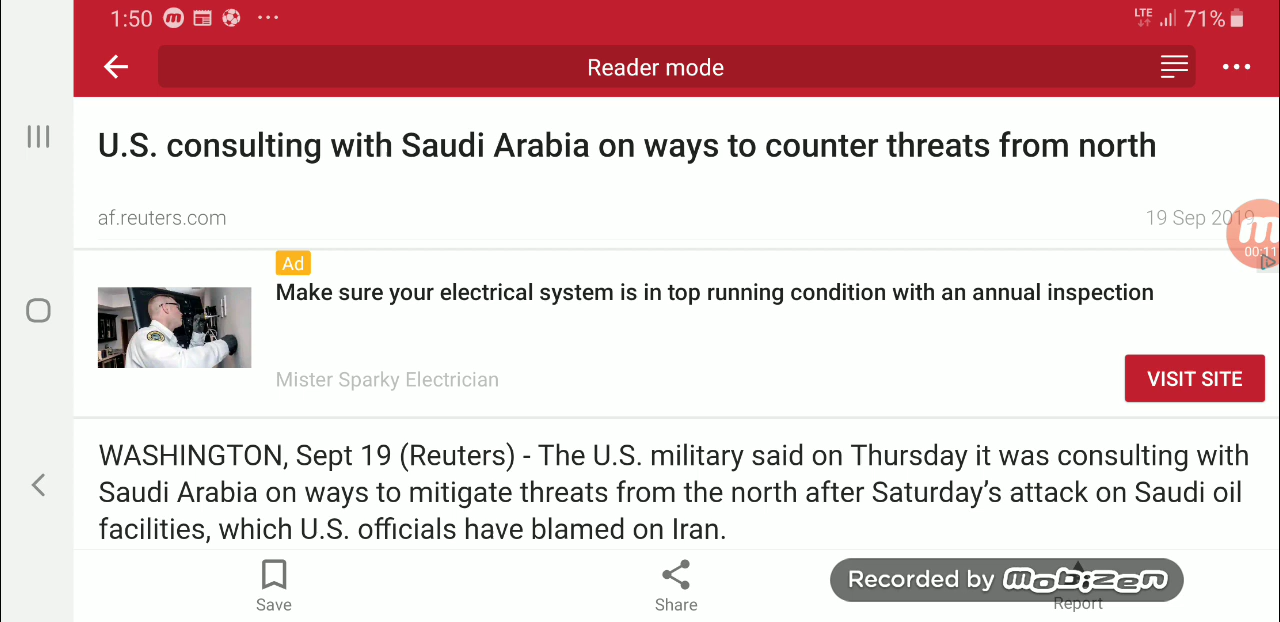 1:50
LTE 71%
Reader mode
U.S. consulting with Saudi Arabia on ways to counter threats from north
af.reuters.com
19 Sep 2019
00:11
Ad
Make sure your electrical system is in top running condition with an annual inspection
Mister Sparky Electrician
VISIT SITE
WASHINGTON, Sept 19 (Reuters) - The U.S. military said on Thursday it was consulting with
Saudi Arabia on ways to mitigate threats from the north after Saturday’s attack on Saudi oil
facilities, which U.S. officials have blamed on Iran.
Recorded by mobizen
Save
Share
Report